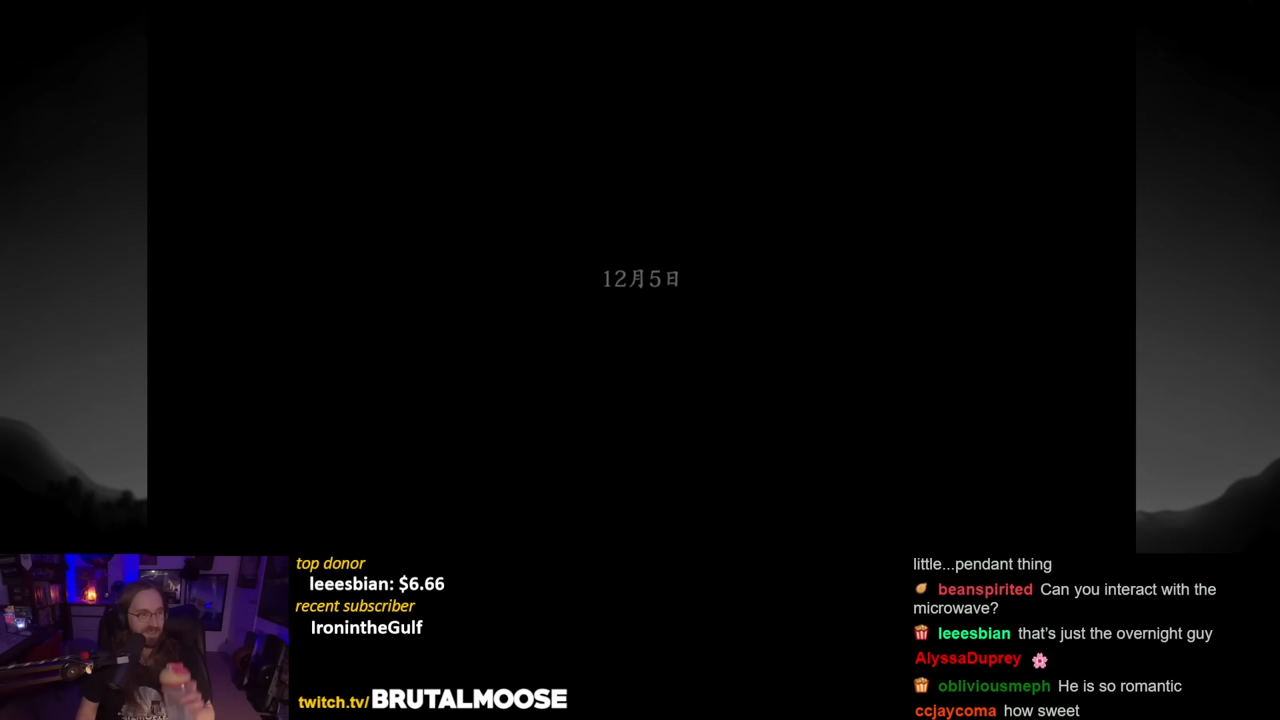 12月5日
top donor
leeesbian: $6.66
recent subscriber
IronintheGulf
twitch.tv/BRUTALMOOSE
little...pendant thing
beanspirited Can you interact with the
microwave?
leeesbian that's just the overnight guy
AlyssaDuprey
obliviousmeph He is so romantic
ccjaycoma how sweet